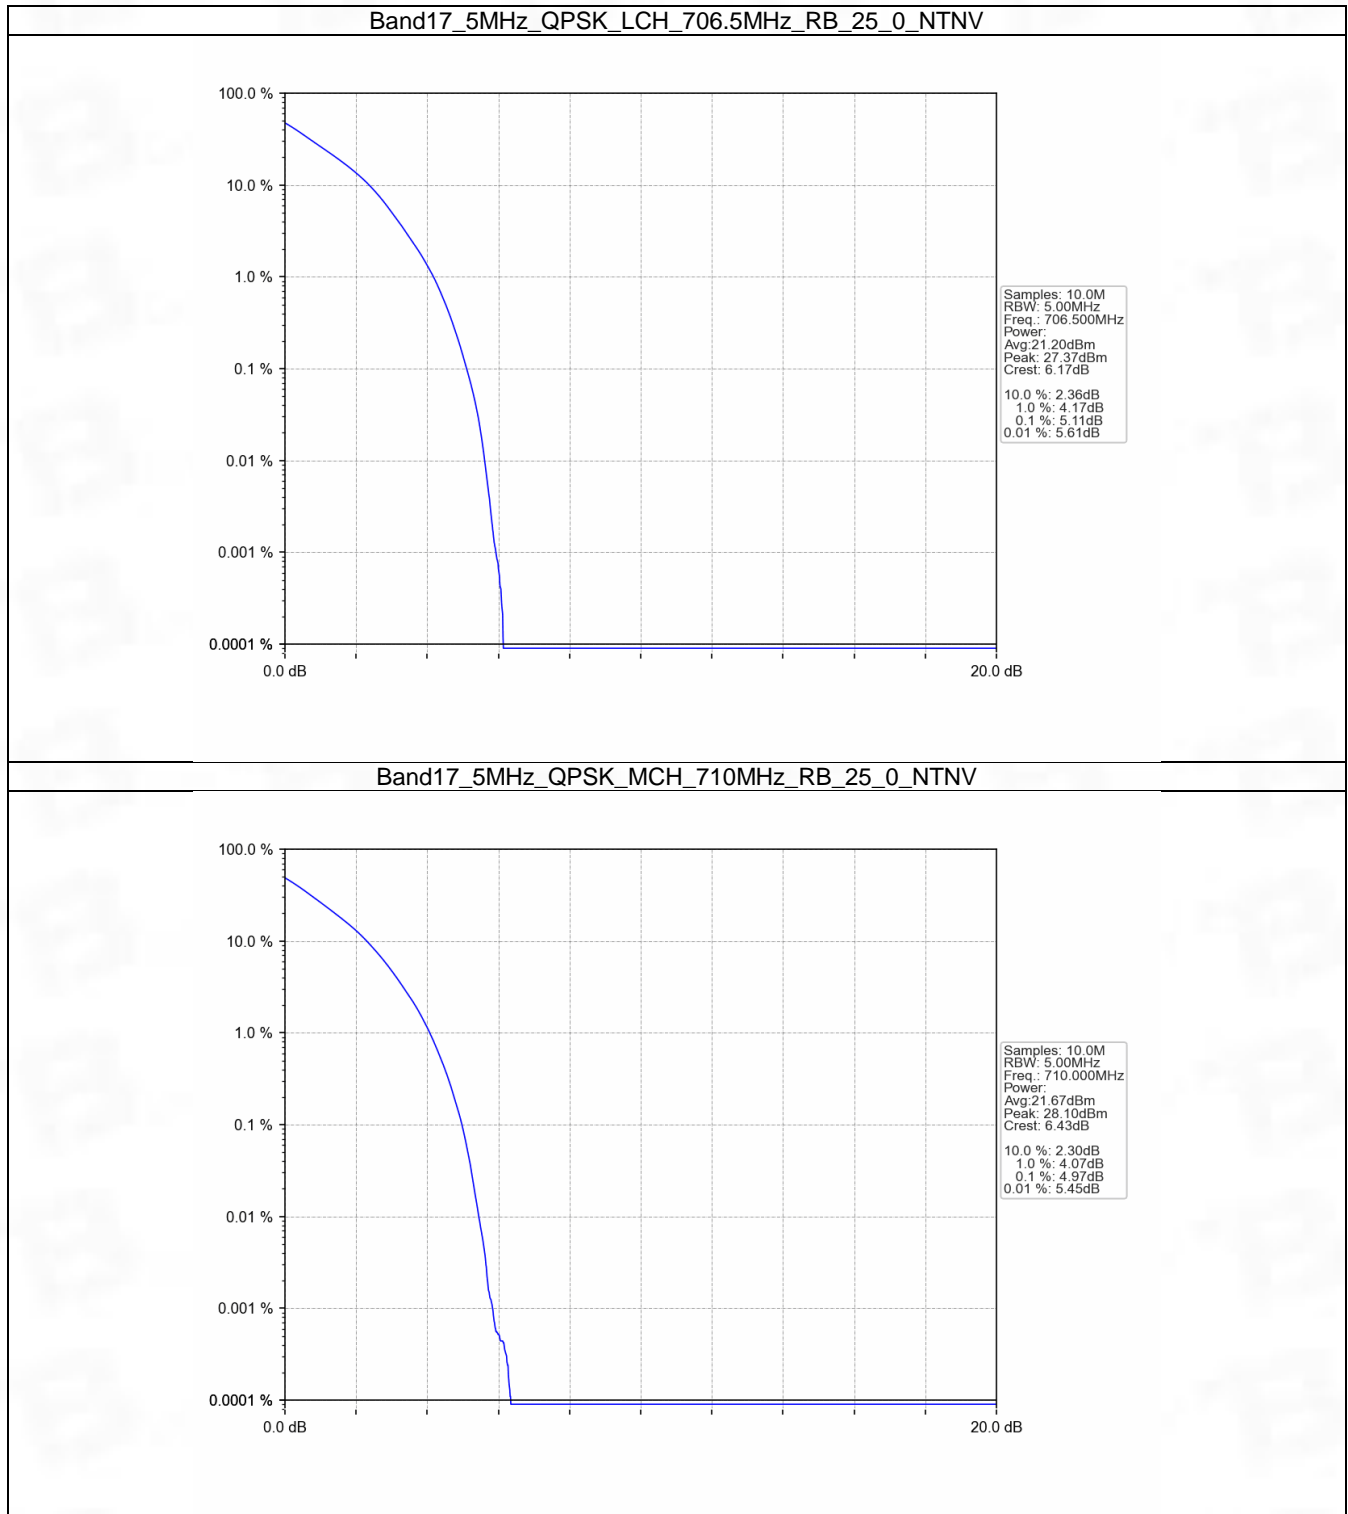 Band17_5MHz_QPSK_LCH_706.5MHz_RB_25_0_NTNV
100.0 %
10.0 %
1.0 %
0.1 %
0.01 %
0.001 %
0.0001 %
0.0 dB
20.0 dB
Samples: 10.0M
RBW: 5.00MHz
Freq.: 706.500MHz
Power:
Avg:21.20dBm
Peak: 27.37dBm
Crest: 6.17dB
10.0 %: 2.36dB
1.0 %: 4.17dB
0.1 %: 5.11dB
0.01 %: 5.61dB
Band17_5MHz_QPSK_MCH_710MHz_RB_25_0_NTNV
100.0 %
10.0 %
1.0 %
0.1 %
0.01 %
0.001 %
0.0001 %
0.0 dB
20.0 dB
Samples: 10.0M
RBW: 5.00MHz
Freq.: 710.000MHz
Power:
Avg:21.67dBm
Peak: 28.10dBm
Crest: 6.43dB
10.0 %: 2.30dB
1.0 %: 4.07dB
0.1 %: 4.97dB
0.01 %: 5.45dB